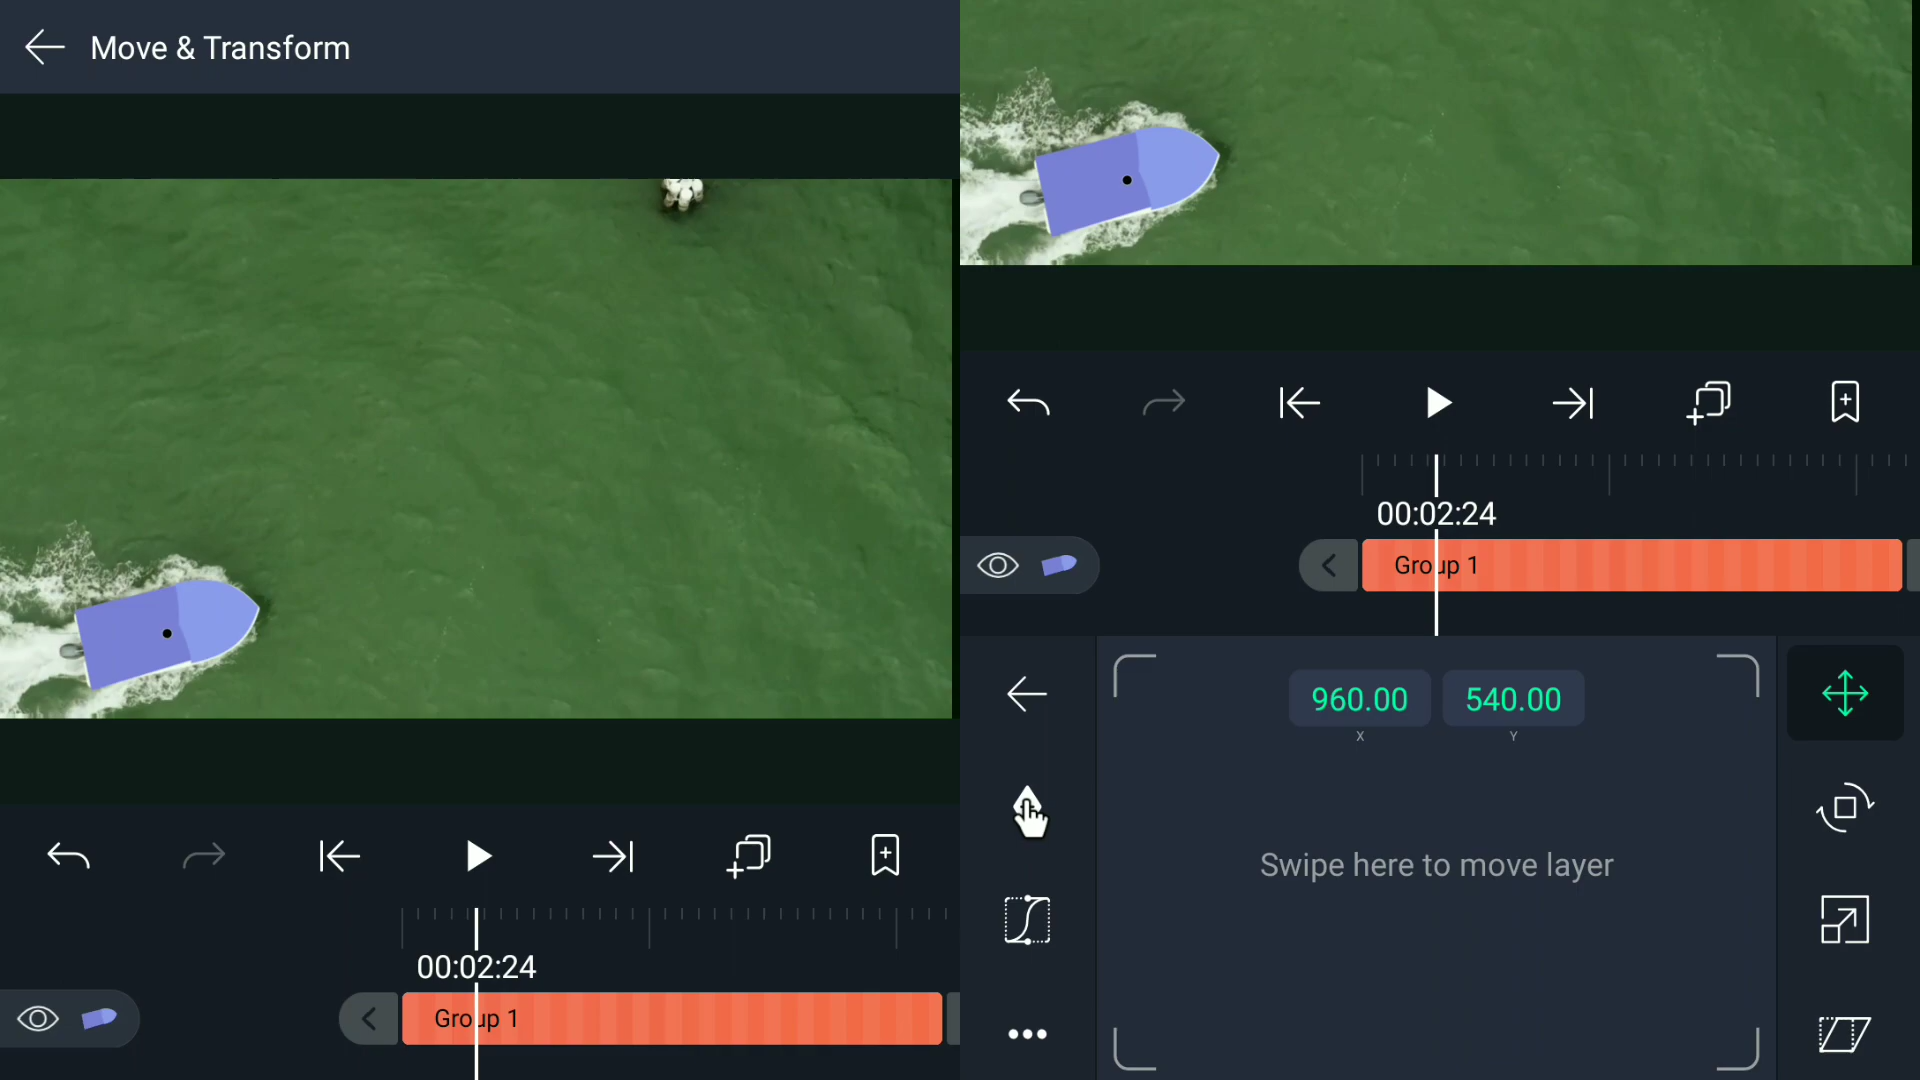 Move & Transform
00:02:24
Group 1
00:02:24
Group 1
960.00 540.00
X Y
Swipe here to move layer